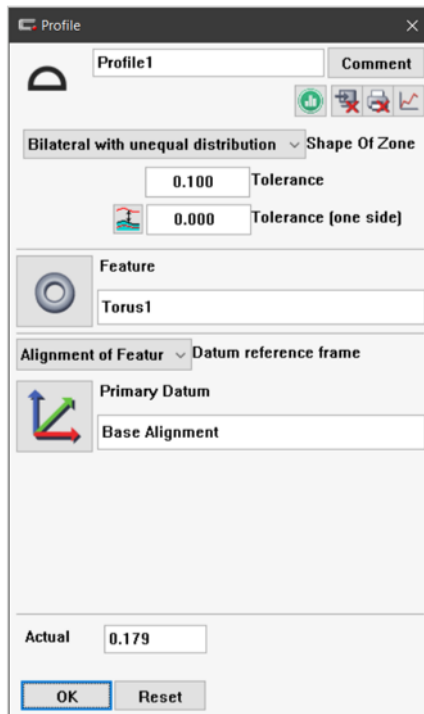 Profile
Profile1
Comment
Bilateral with unequal distribution
Shape Of Zone
0.100
Tolerance
0.000
Tolerance (one side)
Feature
Torus1
Alignment of Featur
Datum reference frame
Primary Datum
Base Alignment
Actual
0.179
OK
Reset